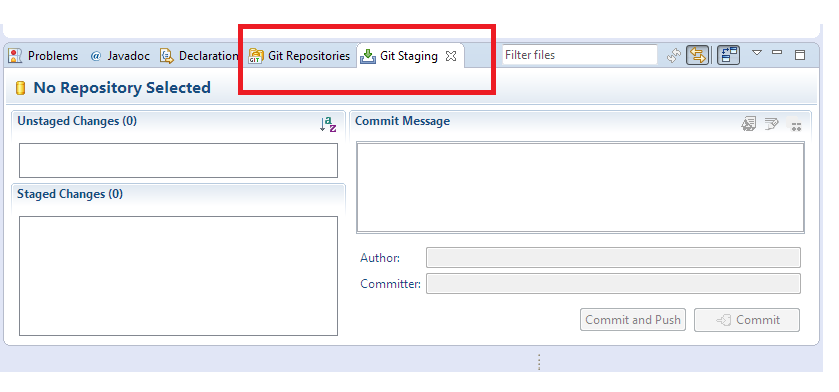 Problems @ Javadoc Declaration Git Repositories Git Staging Filter files
No Repository Selected
Unstaged Changes (0)
Commit Message
Staged Changes (0)
Author:
Committer:
Commit and Push Commit